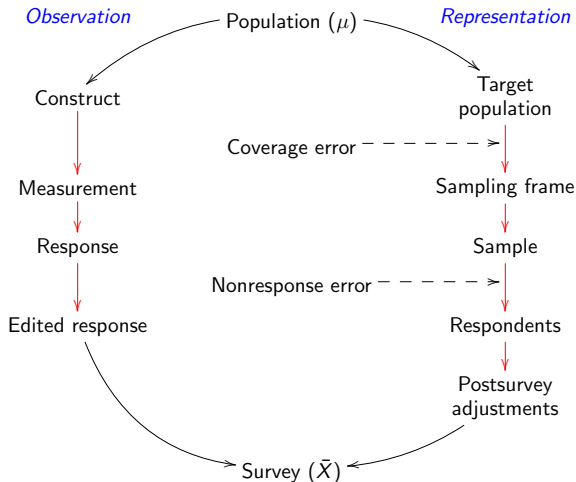 Observation
Population (μ)
Representation
Construct
Target
population
Coverage error
Measurement
Sampling frame
Response
Sample
Nonresponse error
Edited response
Respondents
Postsurvey
adjustments
Survey (X̄)